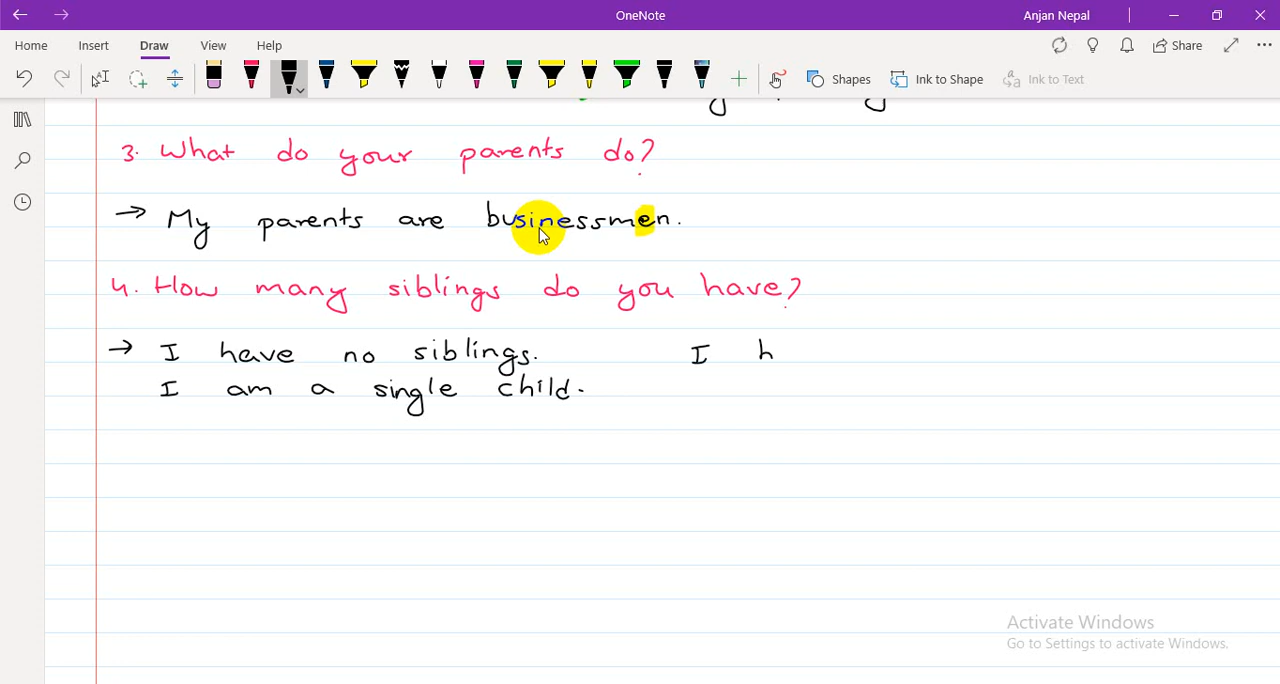 OneNote
Anjan Nepal
Home Insert Draw View Help
Share
Shapes Ink to Shape Ink to Text
3. What do your parents do?
→ My parents are businessmen.
4. How many siblings do you have?
→ I have no siblings. I h
I am a single child.
Activate Windows
Go to Settings to activate Windows.